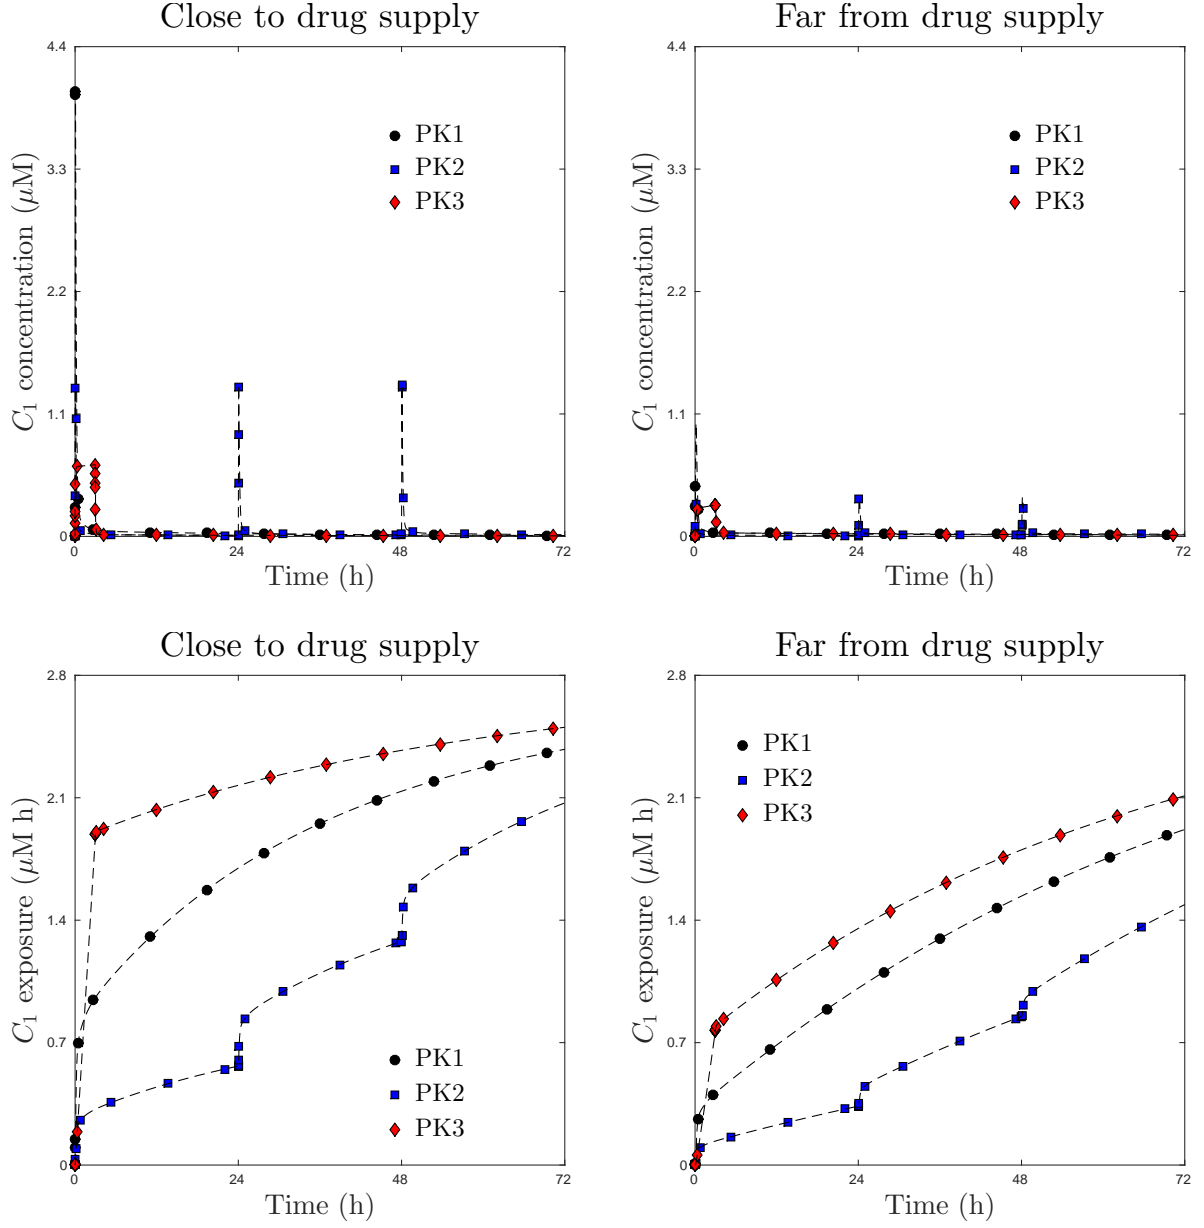 Close to drug supply
4.4
3.3
2.2
1.1
0
C1 concentration (μM)
PK1
PK2
PK3
0 24 48 72
Time (h)
Far from drug supply
4.4
3.3
2.2
1.1
0
C1 concentration (μM)
PK1
PK2
PK3
0 24 48 72
Time (h)
Close to drug supply
2.8
2.1
1.4
0.7
0
C1 exposure (μM h)
PK1
PK2
PK3
0 24 48 72
Time (h)
Far from drug supply
2.8
2.1
1.4
0.7
0
C1 exposure (μM h)
PK1
PK2
PK3
0 24 48 72
Time (h)